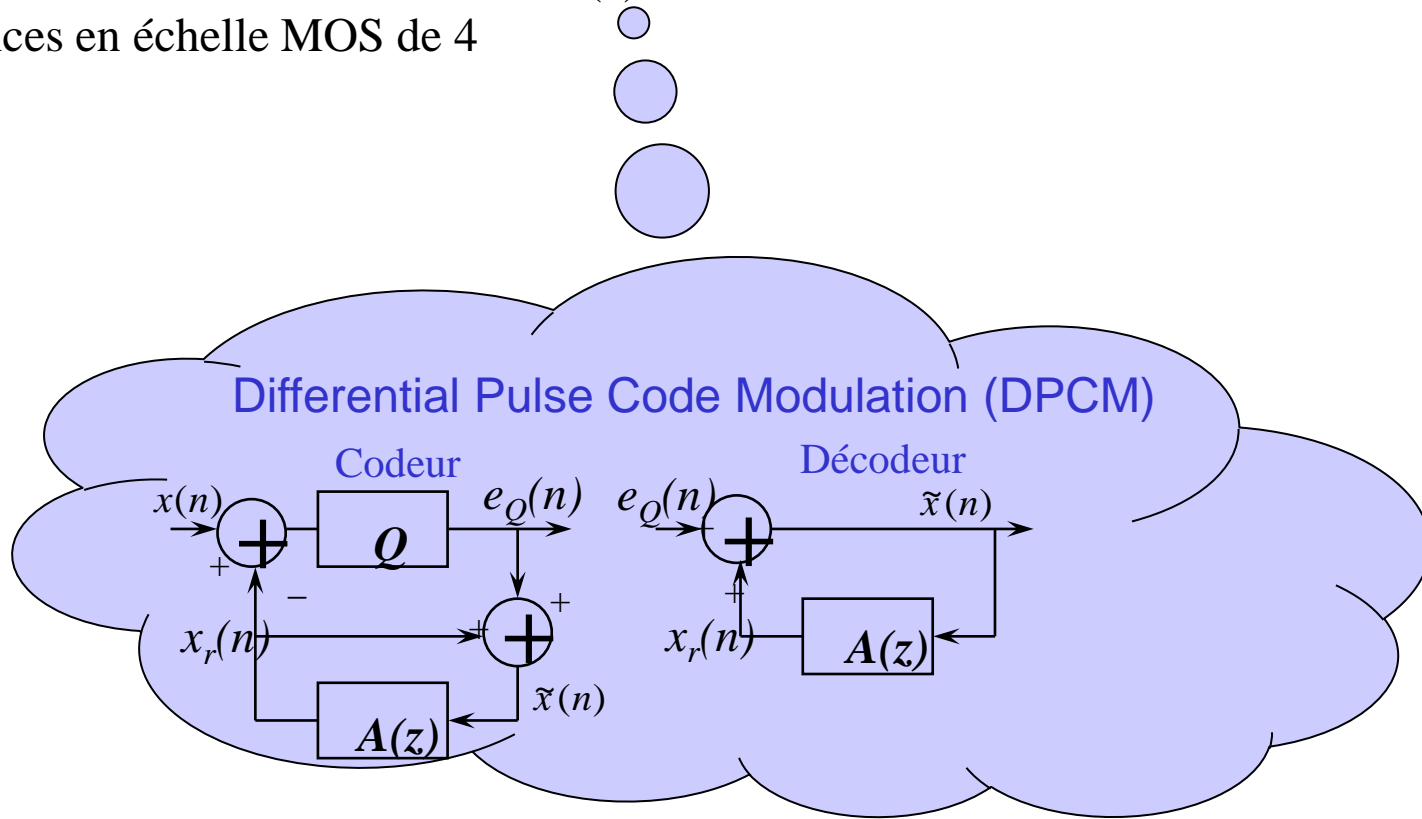 ces en échelle MOS de 4
Differential Pulse Code Modulation (DPCM)
Codeur
Décodeur
x(n)
+
−
+
Q
e_Q(n)
x_r(n)
+
+
+
x̃(n)
A(z)
e_Q(n)
+
+
x̃(n)
x_r(n)
A(z)